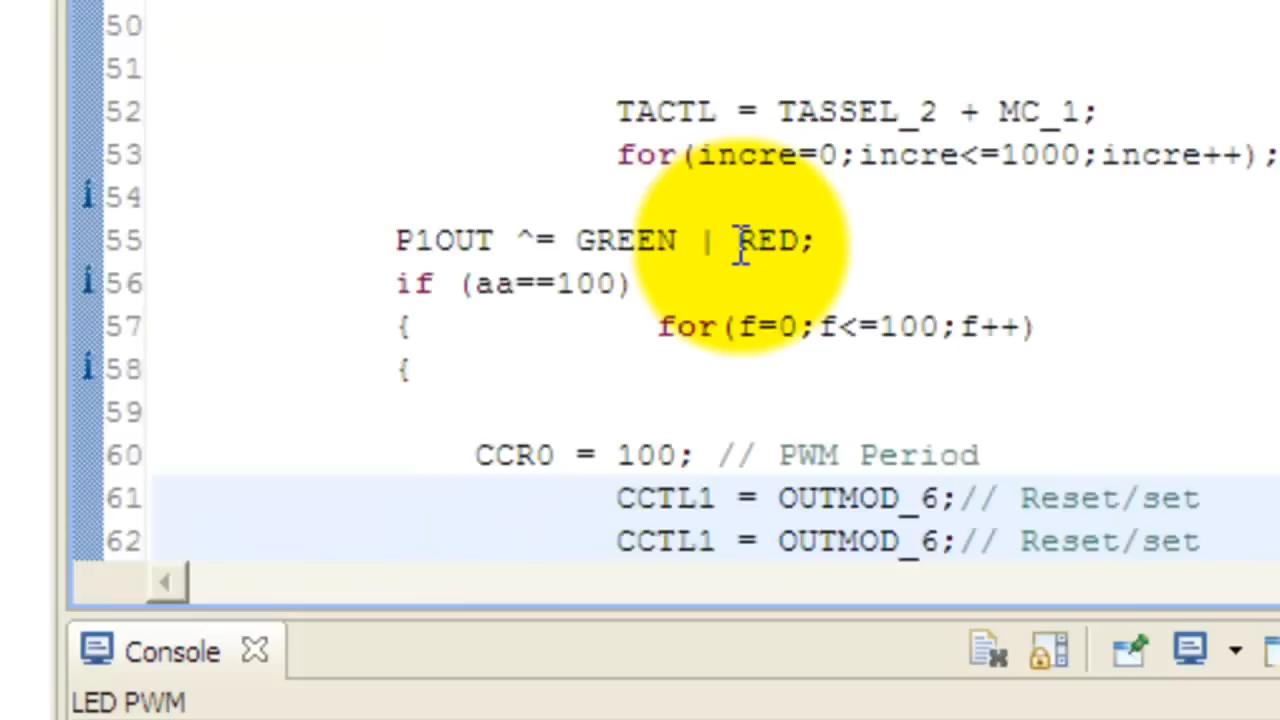 50
51
52 TACTL = TASSEL_2 + MC_1;
53 for(incre=0;incre<=1000;incre++);
54
55 P1OUT ^= GREEN | RED;
56 if (aa==100)
57 { for(f=0;f<=100;f++)
58 {
59
60 CCR0 = 100; // PWM Period
61 CCTL1 = OUTMOD_6;// Reset/set
62 CCTL1 = OUTMOD_6;// Reset/set
Console
LED PWM